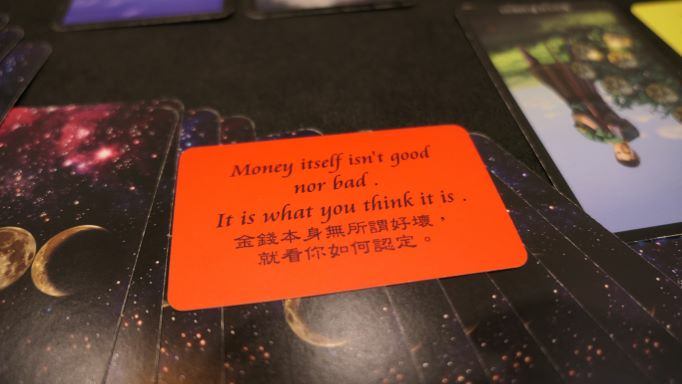 Money itself isn't good
nor bad .
It is what you think it is .
金錢本身無所謂好壞，
就看你如何認定。